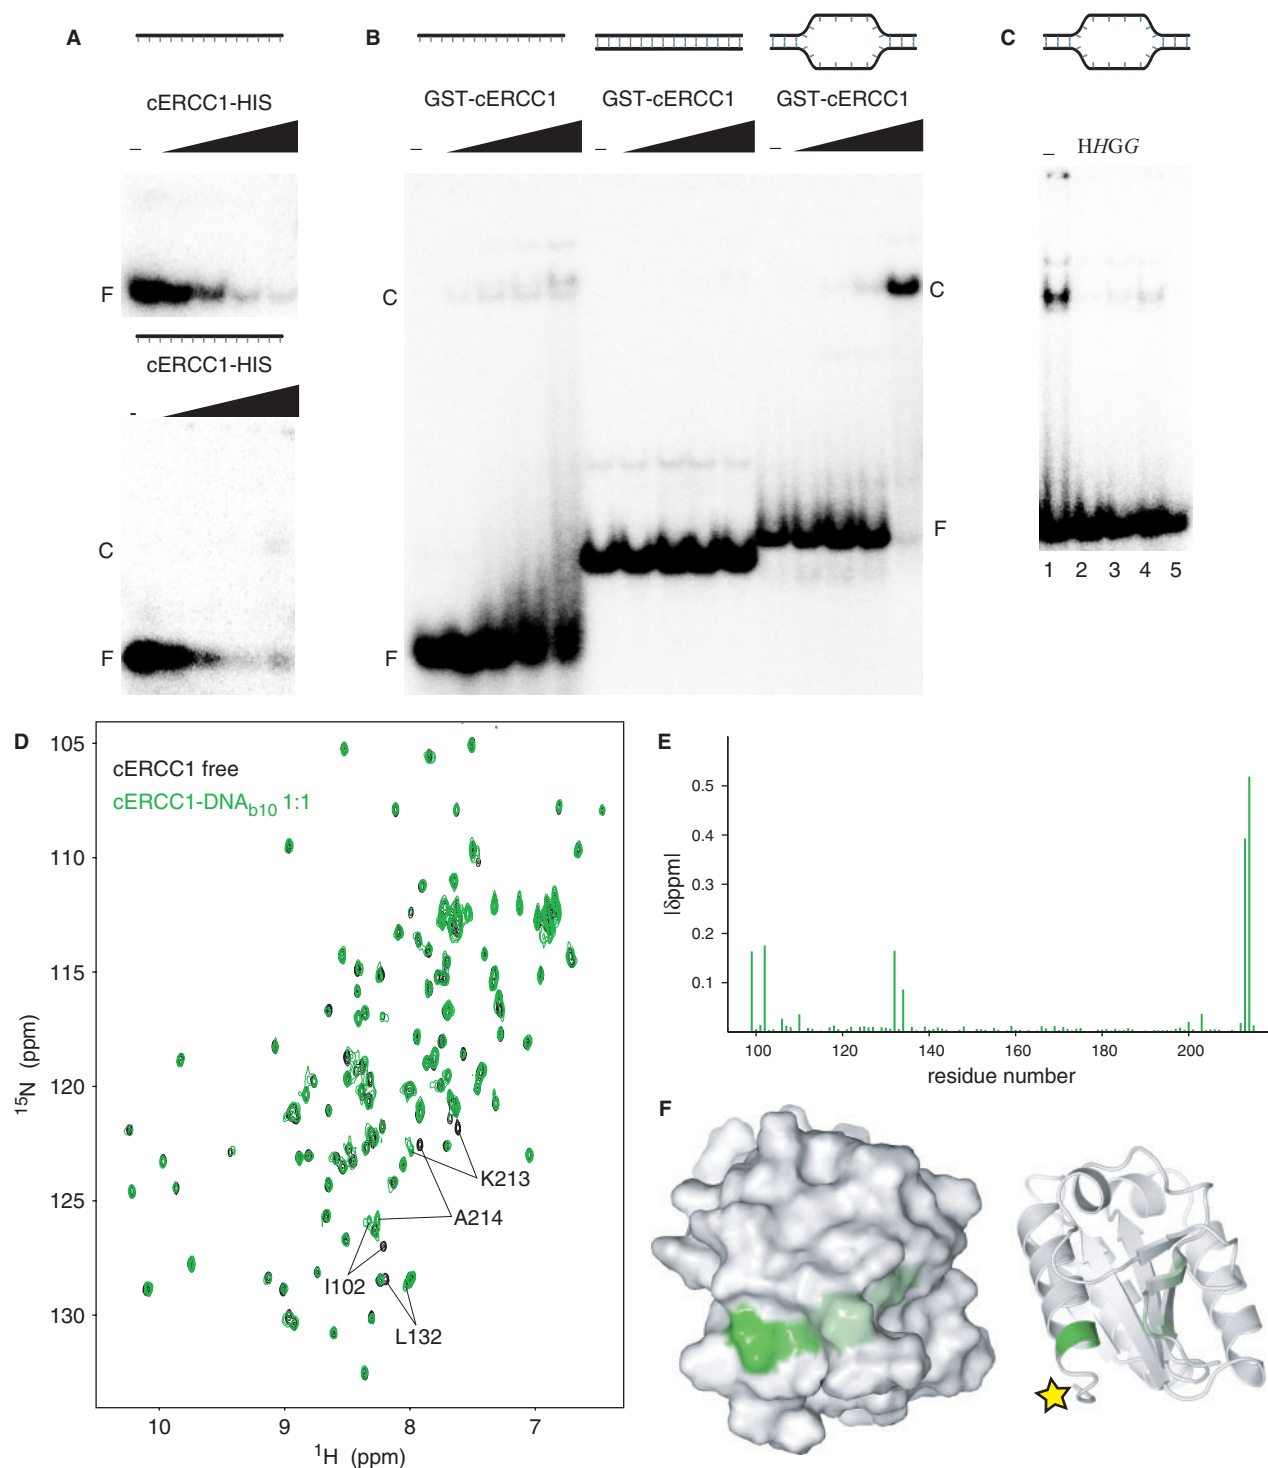 A
cERCC1-HIS
–
F
cERCC1-HIS
-
C
F
B
GST-cERCC1 GST-cERCC1 GST-cERCC1
– – –
C C
F F
C
– HHGG
1 2 3 4 5
D
105
110
115
120
125
130
15N (ppm)
cERCC1 free
cERCC1-DNAb10 1:1
K213
A214
I102
L132
10 9 8 7
1H (ppm)
E
0.5
0.4
0.3
0.2
0.1
|δppm|
100 120 140 160 180 200
residue number
F